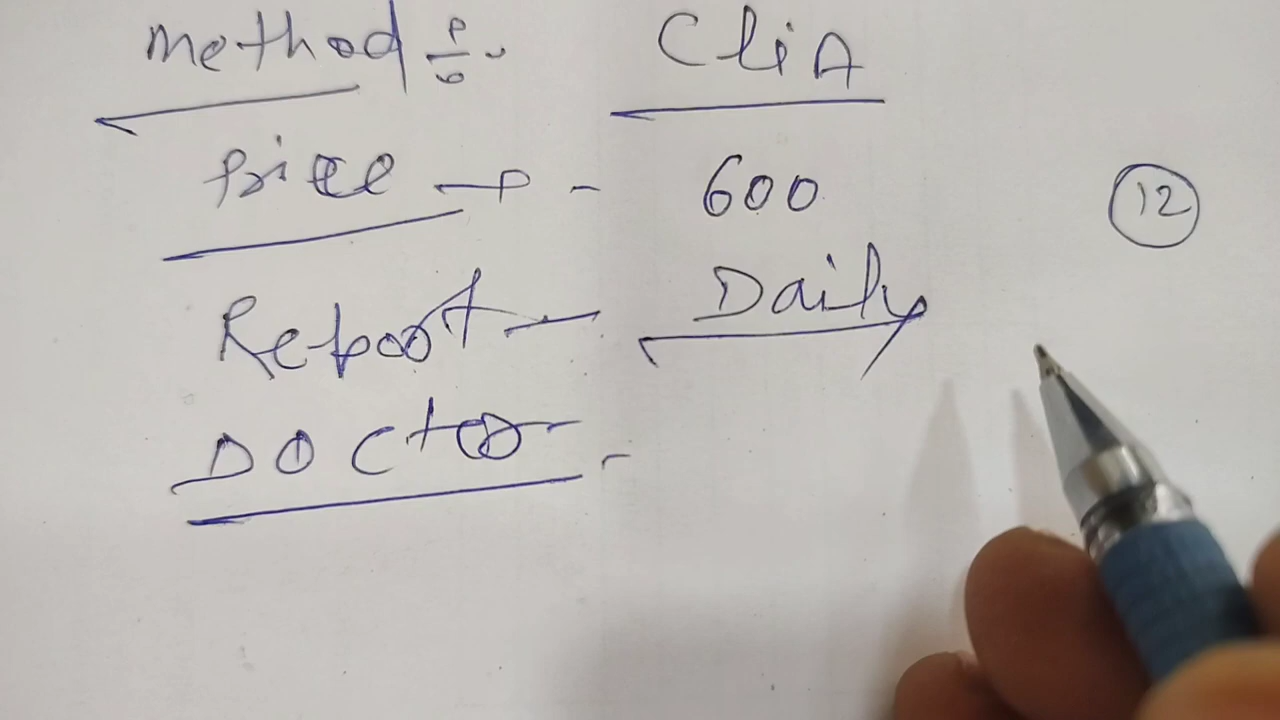 method :- CliA
Price - 600
12
Report - Daily
Doctor -